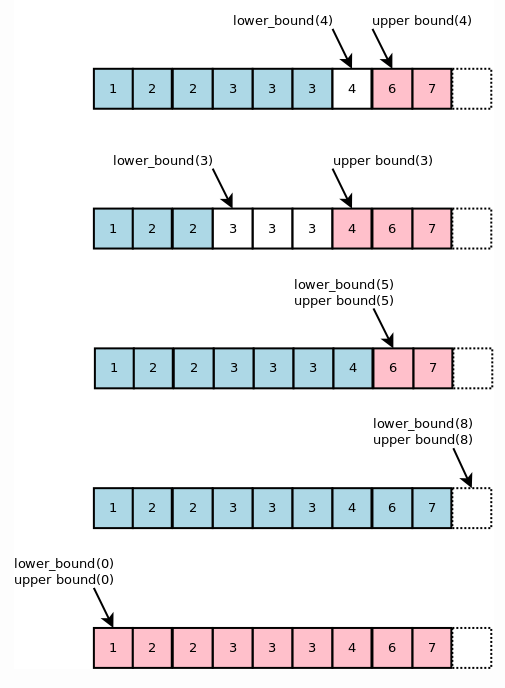 lower_bound(4) upper bound(4)
1 2 2 3 3 3 4 6 7
lower_bound(3) upper bound(3)
1 2 2 3 3 3 4 6 7
lower_bound(5)
upper bound(5)
1 2 2 3 3 3 4 6 7
lower_bound(8)
upper bound(8)
1 2 2 3 3 3 4 6 7
lower_bound(0)
upper bound(0)
1 2 2 3 3 3 4 6 7